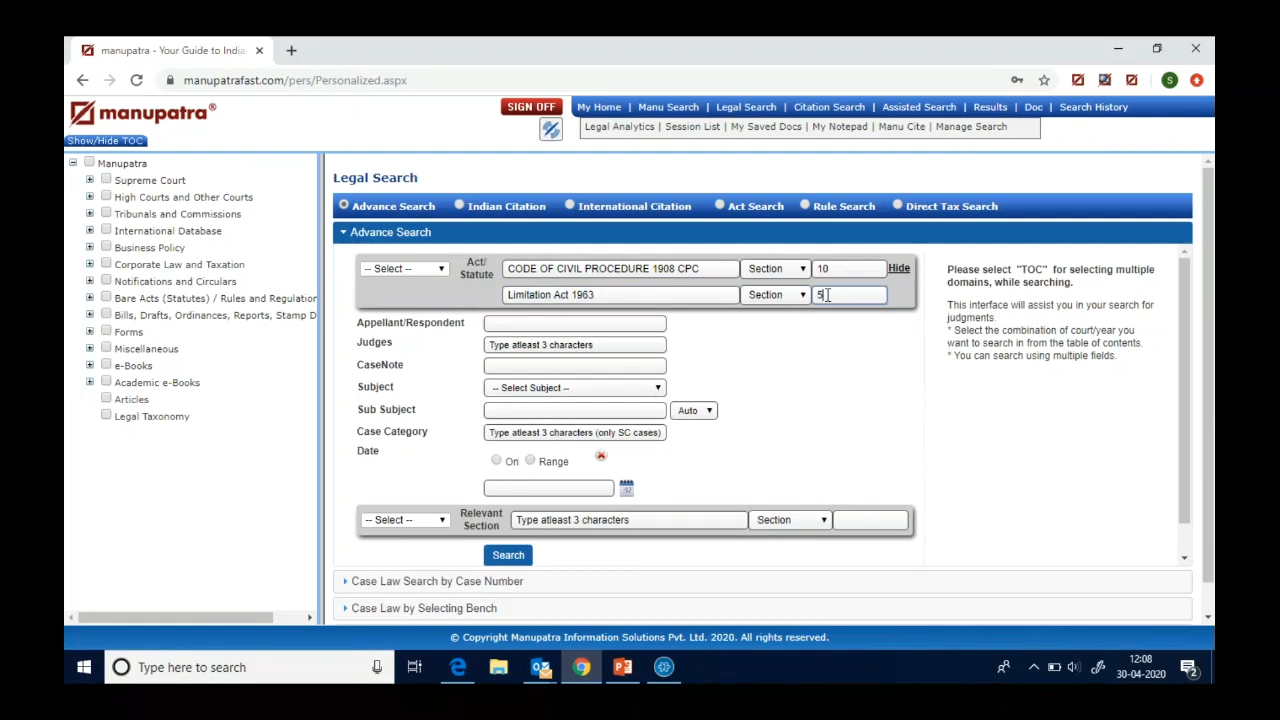 manupatra - Your Guide to India
manupatrafast.com/pers/Personalized.aspx
S
manupatra®
SIGN OFF
My Home | Manu Search | Legal Search | Citation Search | Assisted Search | Results | Doc | Search History
Legal Analytics | Session List | My Saved Docs | My Notepad | Manu Cite | Manage Search
Show/Hide TOC
Manupatra
Supreme Court
High Courts and Other Courts
Tribunals and Commissions
International Database
Business Policy
Corporate Law and Taxation
Notifications and Circulars
Bare Acts (Statutes) / Rules and Regulation
Bills, Drafts, Ordinances, Reports, Stamp D
Forms
Miscellaneous
e-Books
Academic e-Books
Articles
Legal Taxonomy
Legal Search
Advance Search Indian Citation International Citation Act Search Rule Search Direct Tax Search
Advance Search
-- Select -- Act/ Statute CODE OF CIVIL PROCEDURE 1908 CPC Section 10 Hide
Limitation Act 1963 Section 5
Appellant/Respondent
Judges Type atleast 3 characters
CaseNote
Subject -- Select Subject --
Sub Subject Auto
Case Category Type atleast 3 characters (only SC cases)
Date
On Range
-- Select -- Relevant Section Type atleast 3 characters Section
Search
Please select "TOC" for selecting multiple
domains, while searching.
This interface will assist you in your search for
judgments.
* Select the combination of court/year you
want to search in from the table of contents.
* You can search using multiple fields.
Case Law Search by Case Number
Case Law by Selecting Bench
© Copyright Manupatra Information Solutions Pvt. Ltd. 2020. All rights reserved.
Type here to search
12:08
30-04-2020
2